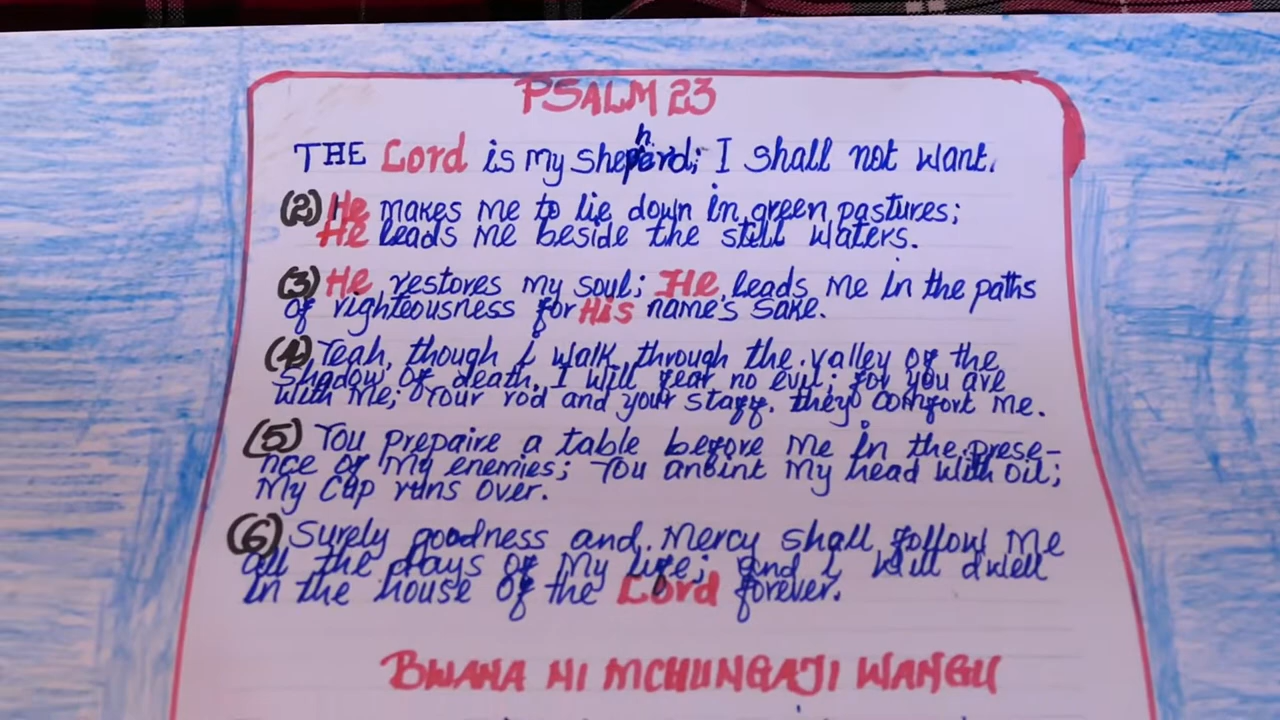 PSALM 23
THE Lord is my shepherd; I shall not want.
(2) He makes me to lie down in green pastures;
He leads me beside the still waters.
(3) He restores my soul; He leads me in the paths
of righteousness for His name's sake.
(4) Yeah, though I walk through the valley of the
shadow of death, I will fear no evil; for you are
with me; Your rod and your staff, they comfort me.
(5) You prepaire a table before me in the prese-
nce of my enemies; You anoint my head with oil;
My cup runs over.
(6) Surely goodness and Mercy shall follow me
all the days of my life; and I will dwell
in the house of the Lord forever.
BWANA NI MCHUNGAJI WANGU